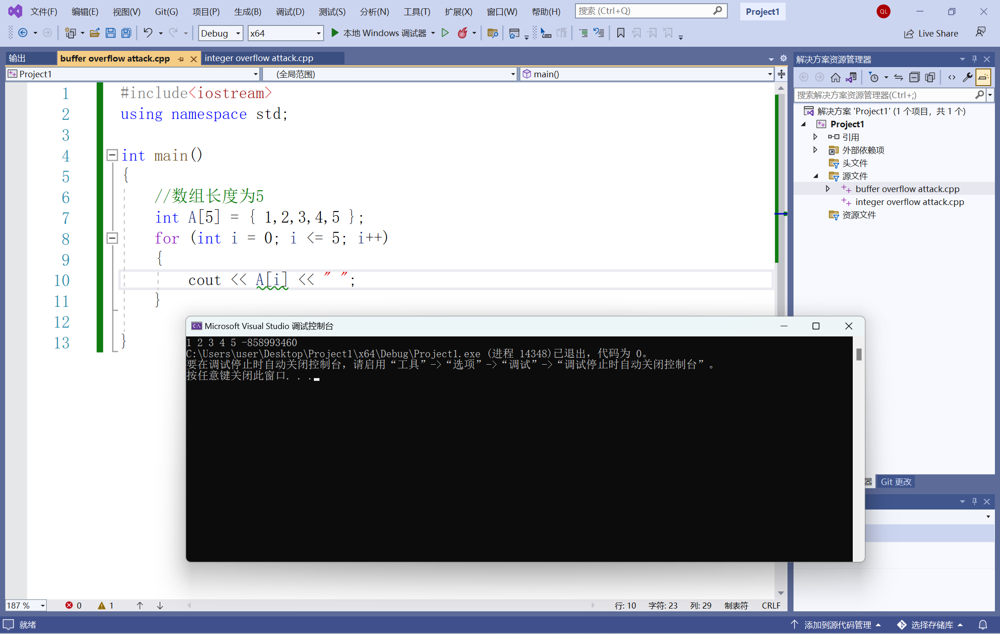 文件(F) 编辑(E) 视图(V) Git(G) 项目(P) 生成(B) 调试(D) 测试(S) 分析(N) 工具(T) 扩展(X) 窗口(W) 帮助(H) 搜索 (Ctrl+Q) Project1 QL
Debug x64 本地 Windows 调试器 Live Share
输出 buffer overflow attack.cpp integer overflow attack.cpp
Project1 (全局范围) main()
1 #include<iostream>
2 using namespace std;
3
4 int main()
5 {
6 //数组长度为5
7 int A[5] = { 1,2,3,4,5 };
8 for (int i = 0; i <= 5; i++)
9 {
10 cout << A[i] << " ";
11 }
12
13 }
Microsoft Visual Studio 调试控制台
1 2 3 4 5 -858993460
C:\Users\user\Desktop\Project1\x64\Debug\Project1.exe (进程 14348)已退出，代码为 0。
要在调试停止时自动关闭控制台，请启用“工具”->“选项”->“调试”->“调试停止时自动关闭控制台”。
按任意键关闭此窗口. . .
解决方案资源管理器
搜索解决方案资源管理器(Ctrl+;)
解决方案 'Project1' (1 个项目，共 1 个)
Project1
引用
外部依赖项
头文件
源文件
buffer overflow attack.cpp
integer overflow attack.cpp
资源文件
器 Git 更改
187 % 0 1 行: 10 字符: 23 列: 29 制表符 CRLF
就绪 添加到源代码管理 选择存储库